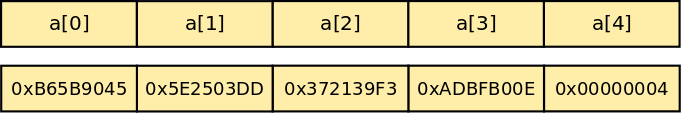 a[0] a[1] a[2] a[3] a[4]
0xB65B9045 0x5E2503DD 0x372139F3 0xADBFB00E 0x00000004